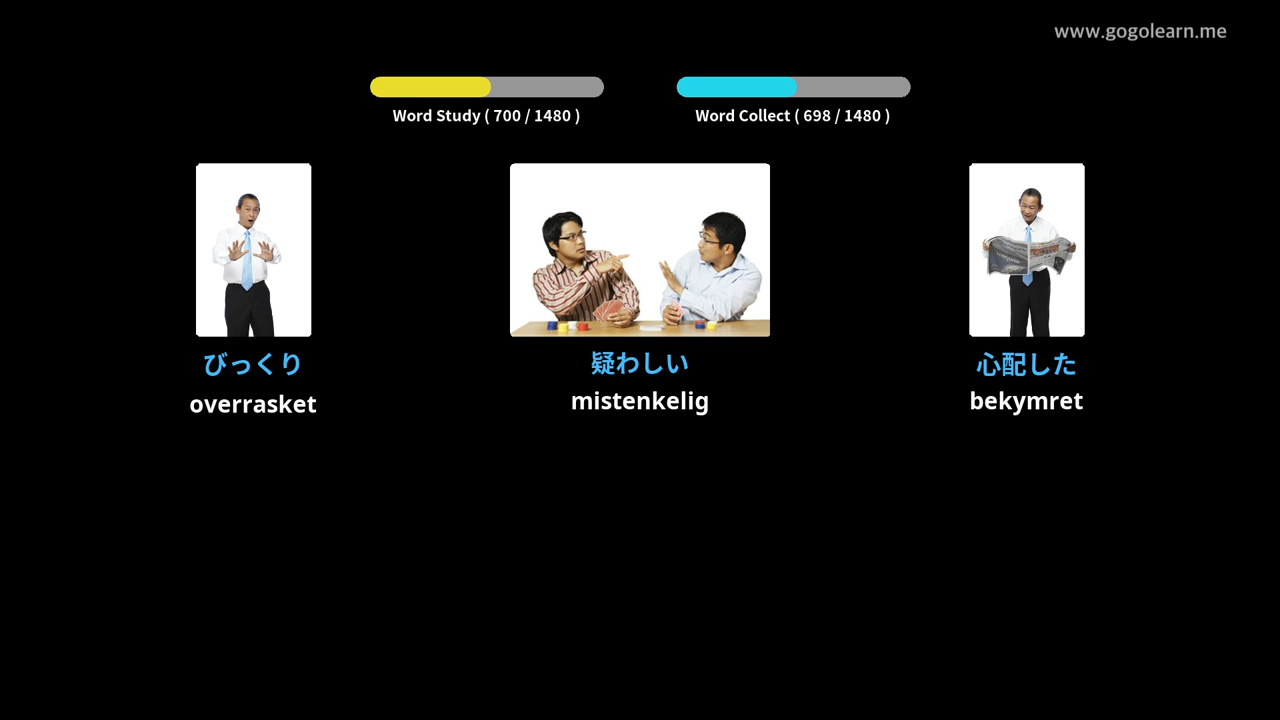 www.gogolearn.me
Word Study ( 700 / 1480 )
Word Collect ( 698 / 1480 )
びっくり
overrasket
疑わしい
mistenkelig
心配した
bekymret